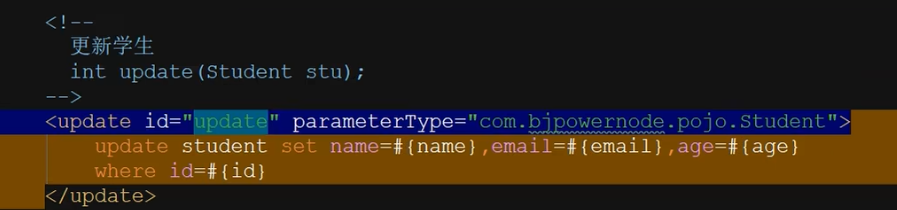 <!--
更新学生
int update(Student stu);
-->
<update id="update" parameterType="com.bjpowernode.pojo.Student">
update student set name=#{name},email=#{email},age=#{age}
where id=#{id}
</update>